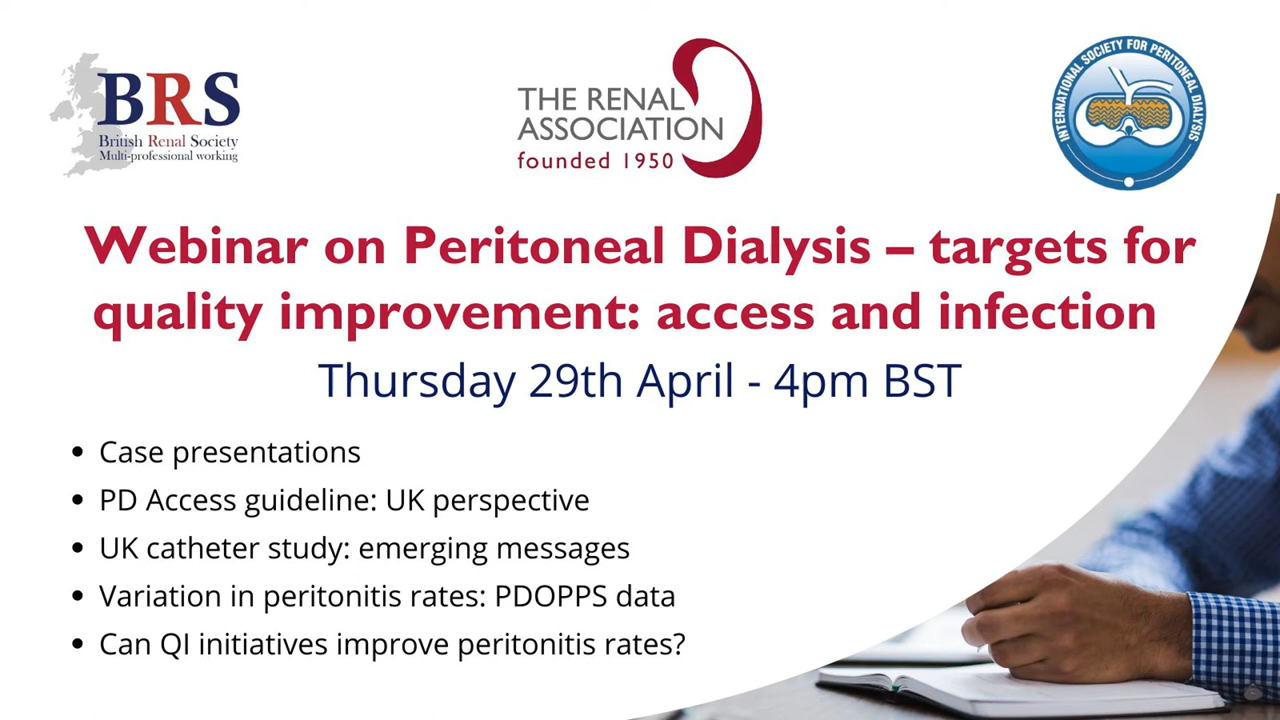 BRS
British Renal Society
Multi-professional working
THE RENAL
ASSOCIATION
founded 1950
INTERNATIONAL SOCIETY FOR PERITONEAL DIALYSIS
Webinar on Peritoneal Dialysis – targets for
quality improvement: access and infection
Thursday 29th April - 4pm BST
• Case presentations
• PD Access guideline: UK perspective
• UK catheter study: emerging messages
• Variation in peritonitis rates: PDOPPS data
• Can QI initiatives improve peritonitis rates?